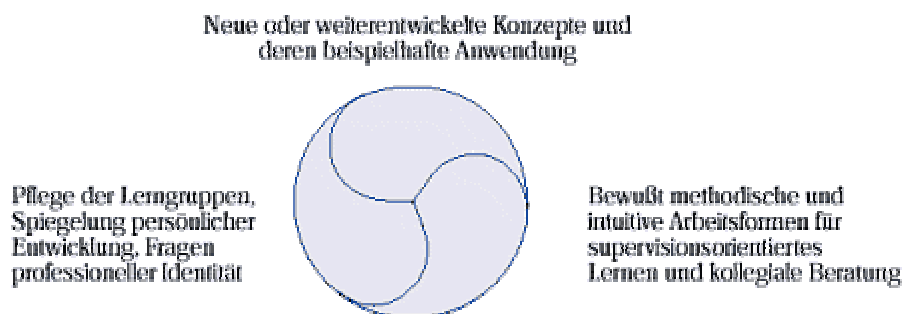 Neue oder weiterentwickelte Konzepte und
deren beispielhafte Anwendung
Pflege der Lerngruppen,
Spiegelung persönlicher
Entwicklung, Fragen
professioneller Identität
Bewußt methodische und
intuitive Arbeitsformen für
supervisionsorientiertes
Lernen und kollegiale Beratung